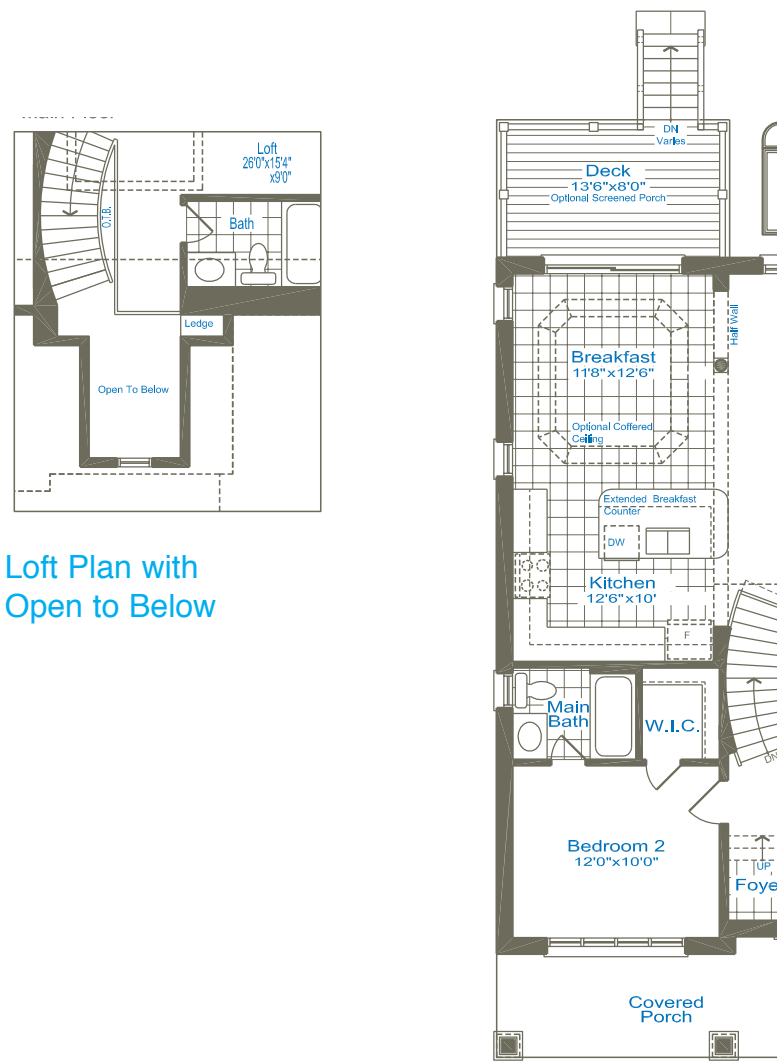 Loft
26'0"x15'4"
x9'0"
O.T.B.
Bath
Ledge
Open To Below
Loft Plan with
Open to Below
DN
Varies
Deck
13'6"x8'0"
Optional Screened Porch
Half Wall
Breakfast
11'8"x12'6"
Optional Coffered
Ceiling
Extended Breakfast
Counter
DW
Kitchen
12'6"x10'
F
Main
Bath
W.I.C.
DN
Bedroom 2
12'0"x10'0"
UP
Foye
Covered
Porch